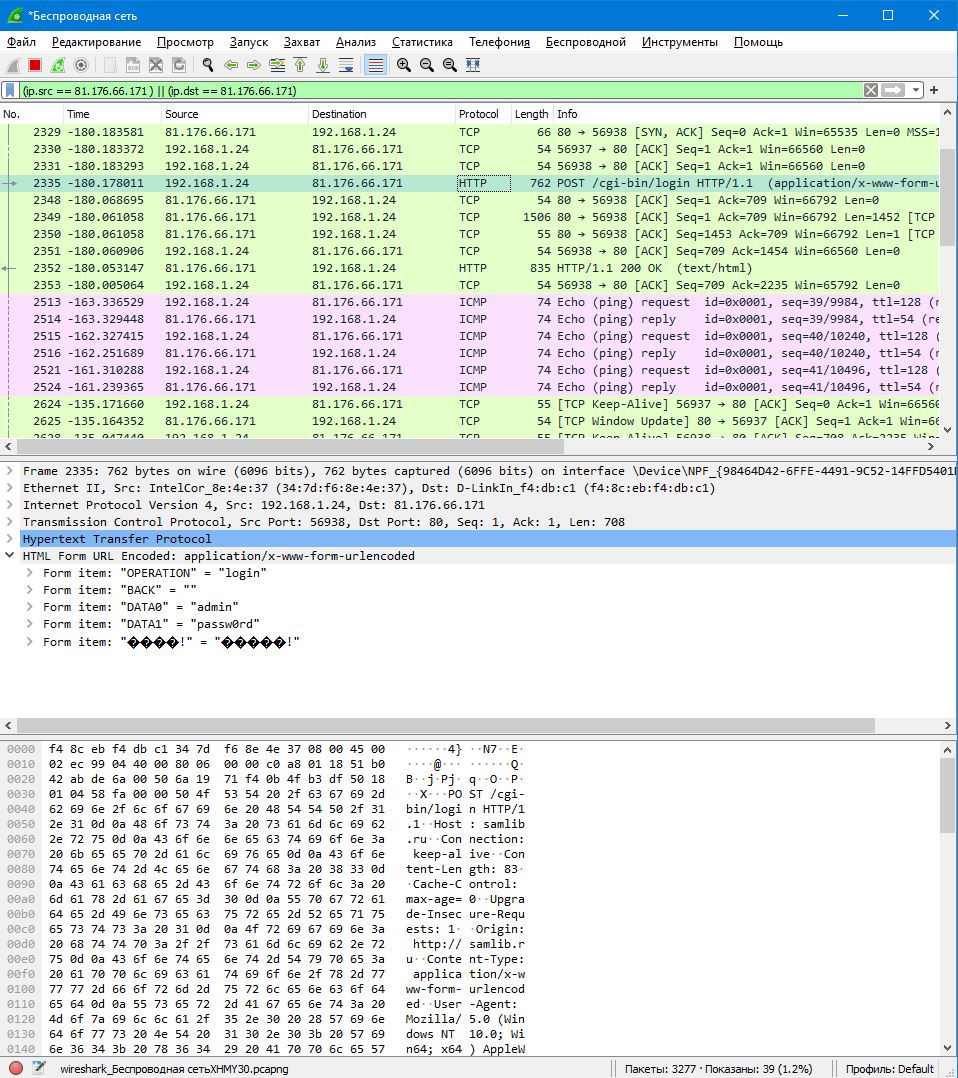 *Беспроводная сеть
Файл Редактирование Просмотр Запуск Захват Анализ Статистика Телефония Беспроводной Инструменты Помощь
(ip.src == 81.176.66.171 ) || (ip.dst == 81.176.66.171)
No. Time Source Destination Protocol Length Info
2329 -180.183581 81.176.66.171 192.168.1.24 TCP 66 80 → 56938 [SYN, ACK] Seq=0 Ack=1 Win=65535 Len=0 MSS=1
2330 -180.183372 192.168.1.24 81.176.66.171 TCP 54 56937 → 80 [ACK] Seq=1 Ack=1 Win=66560 Len=0
2331 -180.183293 192.168.1.24 81.176.66.171 TCP 54 56938 → 80 [ACK] Seq=1 Ack=1 Win=66560 Len=0
2335 -180.178011 192.168.1.24 81.176.66.171 HTTP 762 POST /cgi-bin/login HTTP/1.1 (application/x-www-form-u
2348 -180.068695 81.176.66.171 192.168.1.24 TCP 54 80 → 56938 [ACK] Seq=1 Ack=709 Win=66792 Len=0
2349 -180.061058 81.176.66.171 192.168.1.24 TCP 1506 80 → 56938 [ACK] Seq=1 Ack=709 Win=66792 Len=1452 [TCP
2350 -180.061058 81.176.66.171 192.168.1.24 TCP 55 80 → 56938 [ACK] Seq=1453 Ack=709 Win=66792 Len=1 [TCP
2351 -180.060906 192.168.1.24 81.176.66.171 TCP 54 56938 → 80 [ACK] Seq=709 Ack=1454 Win=66560 Len=0
2352 -180.053147 81.176.66.171 192.168.1.24 HTTP 835 HTTP/1.1 200 OK (text/html)
2353 -180.005064 192.168.1.24 81.176.66.171 TCP 54 56938 → 80 [ACK] Seq=709 Ack=2235 Win=65792 Len=0
2513 -163.336529 192.168.1.24 81.176.66.171 ICMP 74 Echo (ping) request id=0x0001, seq=39/9984, ttl=128 (r
2514 -163.329448 81.176.66.171 192.168.1.24 ICMP 74 Echo (ping) reply id=0x0001, seq=39/9984, ttl=54 (re
2515 -162.327415 192.168.1.24 81.176.66.171 ICMP 74 Echo (ping) request id=0x0001, seq=40/10240, ttl=128 (
2516 -162.251689 81.176.66.171 192.168.1.24 ICMP 74 Echo (ping) reply id=0x0001, seq=40/10240, ttl=54 (r
2521 -161.310288 192.168.1.24 81.176.66.171 ICMP 74 Echo (ping) request id=0x0001, seq=41/10496, ttl=128 (
2524 -161.239365 81.176.66.171 192.168.1.24 ICMP 74 Echo (ping) reply id=0x0001, seq=41/10496, ttl=54 (r
2624 -135.171660 192.168.1.24 81.176.66.171 TCP 55 [TCP Keep-Alive] 56937 → 80 [ACK] Seq=0 Ack=1 Win=66560
2625 -135.164352 81.176.66.171 192.168.1.24 TCP 54 [TCP Window Update] 80 → 56937 [ACK] Seq=1 Ack=1 Win=66
Frame 2335: 762 bytes on wire (6096 bits), 762 bytes captured (6096 bits) on interface \Device\NPF_{98464D42-6FFE-4491-9C52-14FFD5401
Ethernet II, Src: IntelCor_8e:4e:37 (34:7d:f6:8e:4e:37), Dst: D-LinkIn_f4:db:c1 (f4:8c:eb:f4:db:c1)
Internet Protocol Version 4, Src: 192.168.1.24, Dst: 81.176.66.171
Transmission Control Protocol, Src Port: 56938, Dst Port: 80, Seq: 1, Ack: 1, Len: 708
Hypertext Transfer Protocol
HTML Form URL Encoded: application/x-www-form-urlencoded
Form item: "OPERATION" = "login"
Form item: "BACK" = ""
Form item: "DATA0" = "admin"
Form item: "DATA1" = "passw0rd"
Form item: "����!" = "�����!"
0000 f4 8c eb f4 db c1 34 7d f6 8e 4e 37 08 00 45 00 ······4} ··N7··E·
0010 02 ec 99 04 40 00 80 06 00 00 c0 a8 01 18 51 b0 ····@··· ······Q·
0020 42 ab de 6a 00 50 6a 19 71 f4 0b 4f b3 df 50 18 B··j·Pj· q··O··P·
0030 01 04 58 fa 00 00 50 4f 53 54 20 2f 63 67 69 2d ··X···PO ST /cgi-
0040 62 69 6e 2f 6c 6f 67 69 6e 20 48 54 54 50 2f 31 bin/logi n HTTP/1
0050 2e 31 0d 0a 48 6f 73 74 3a 20 73 61 6d 6c 69 62 .1··Host : samlib
0060 2e 72 75 0d 0a 43 6f 6e 6e 65 63 74 69 6f 6e 3a .ru··Con nection:
0070 20 6b 65 65 70 2d 61 6c 69 76 65 0d 0a 43 6f 6e keep-al ive··Con
0080 74 65 6e 74 2d 4c 65 6e 67 74 68 3a 20 38 33 0d tent-Len gth: 83·
0090 0a 43 61 63 68 65 2d 43 6f 6e 74 72 6f 6c 3a 20 ·Cache-C ontrol:
00a0 6d 61 78 2d 61 67 65 3d 30 0d 0a 55 70 67 72 61 max-age= 0··Upgra
00b0 64 65 2d 49 6e 73 65 63 75 72 65 2d 52 65 71 75 de-Insec ure-Requ
00c0 65 73 74 73 3a 20 31 0d 0a 4f 72 69 67 69 6e 3a ests: 1· ·Origin:
00d0 20 68 74 74 70 3a 2f 2f 73 61 6d 6c 69 62 2e 72 http:// samlib.r
00e0 75 0d 0a 43 6f 6e 74 65 6e 74 2d 54 79 70 65 3a u··Conte nt-Type:
00f0 20 61 70 70 6c 69 63 61 74 69 6f 6e 2f 78 2d 77 applica tion/x-w
0100 77 77 2d 66 6f 72 6d 2d 75 72 6c 65 6e 63 6f 64 ww-form- urlencod
0110 65 64 0d 0a 55 73 65 72 2d 41 67 65 6e 74 3a 20 ed··User -Agent:
0120 4d 6f 7a 69 6c 6c 61 2f 35 2e 30 20 28 57 69 6e Mozilla/ 5.0 (Win
0130 64 6f 77 73 20 4e 54 20 31 30 2e 30 3b 20 57 69 dows NT 10.0; Wi
0140 6e 36 34 3b 20 78 36 34 29 20 41 70 70 6c 65 57 n64; x64 ) AppleW
wireshark_Беспроводная сетьXHMY30.pcapng Пакеты: 3277 · Показаны: 39 (1.2%) Профиль: Default